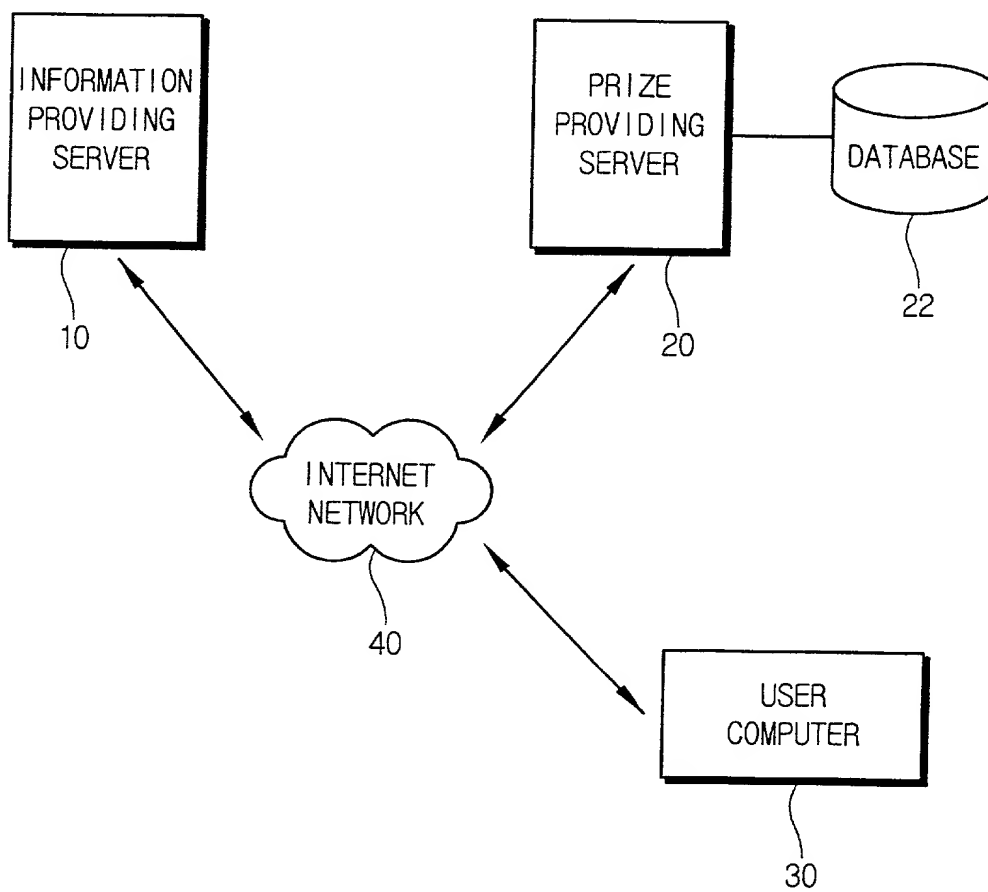 INFORMATION
PROVIDING
SERVER
10
PRIZE
PROVIDING
SERVER
20
DATABASE
22
INTERNET
NETWORK
40
USER
COMPUTER
30